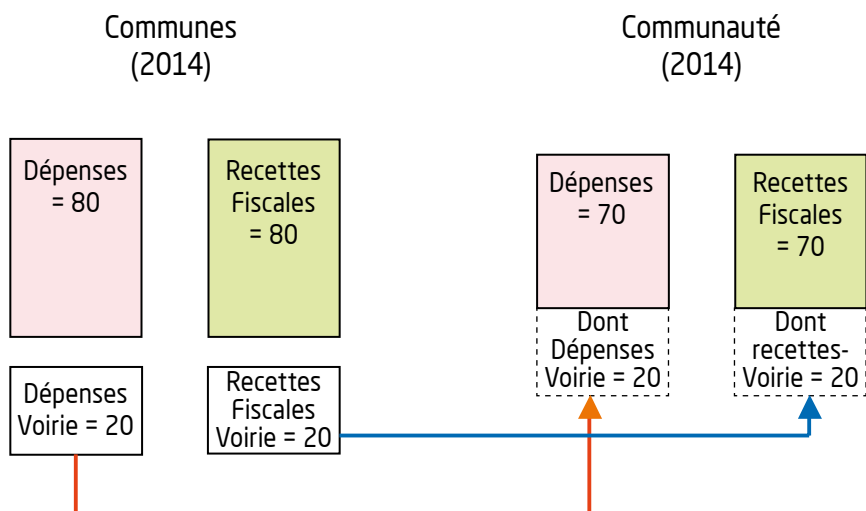 Communes
(2014)
Communauté
(2014)
Dépenses
= 80
Recettes
Fiscales
= 80
Dépenses
= 70
Recettes
Fiscales
= 70
Dépenses
Voirie = 20
Recettes
Fiscales
Voirie = 20
Dont
Dépenses
Voirie = 20
Dont
recettes-
Voirie = 20